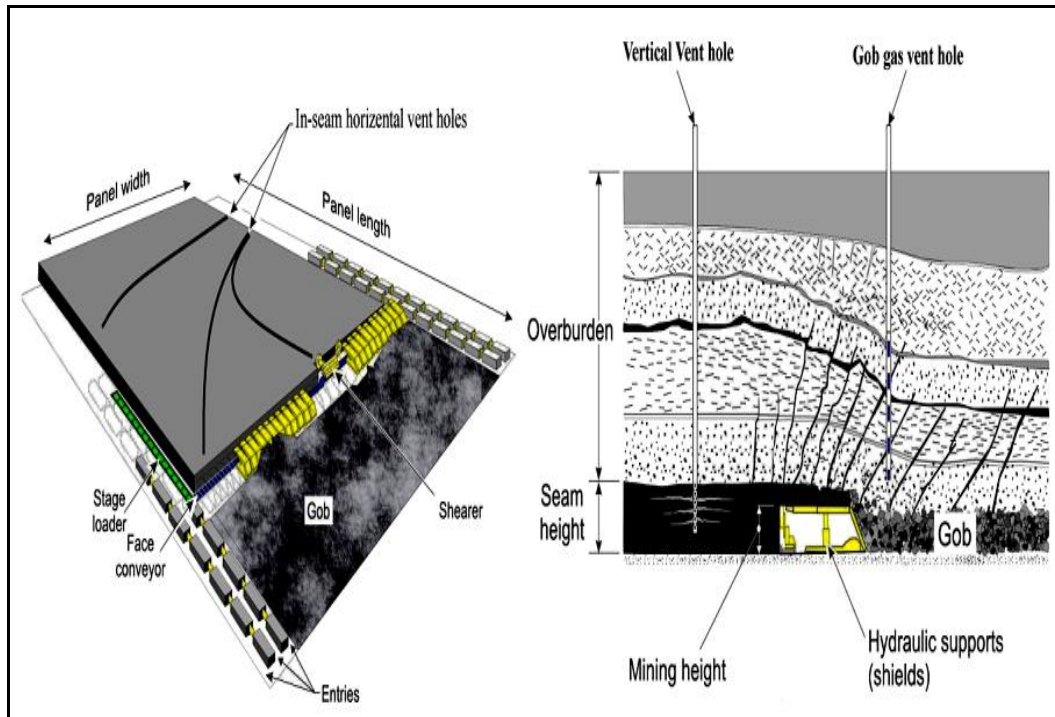 In-seam horizental vent holes
Panel width
Panel length
Stage
loader
Face
conveyor
Gob
Shearer
Entries
Vertical Vent hole
Gob gas vent hole
Overburden
Seam
height
Gob
Mining height
Hydraulic supports
(shields)